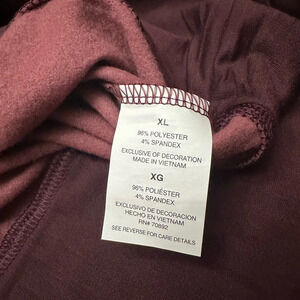 XL
96% POLYESTER
4% SPANDEX
EXCLUSIVE OF DECORATION
MADE IN VIETNAM
XG
96% POLIÉSTER
4% SPANDEX
EXCLUSIVO DE DECORACION
HECHO EN VIETNAM
RN# 70892
SEE REVERSE FOR CARE DETAILS